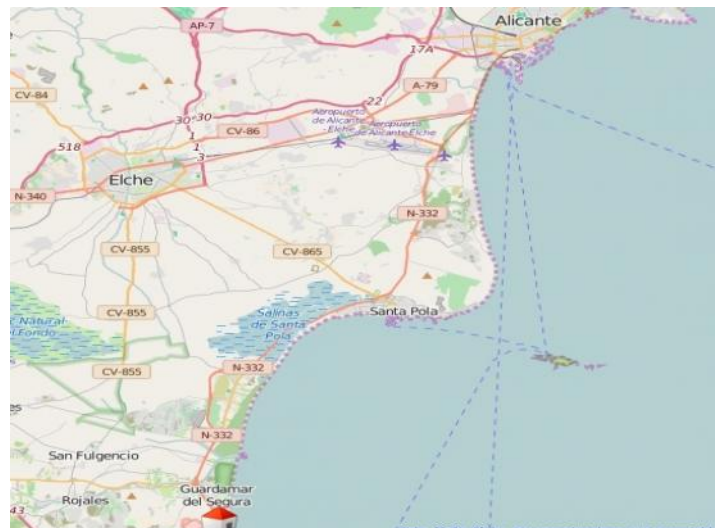 Alicante
AP-7
17A
A-79
22
CV-84
30
30
Aeropuerto
de Alicante
-Elche
Aeropuerto
de Alicante Elche
CV-86
1
1
3
518
Elche
N-340
N-332
CV-855
CV-865
Salinas
de Santa
Pola
Santa Pola
CV-855
Natural
Fondo
CV-855
N-332
N-332
San Fulgencio
Guardamar
del Segura
Rojales
43